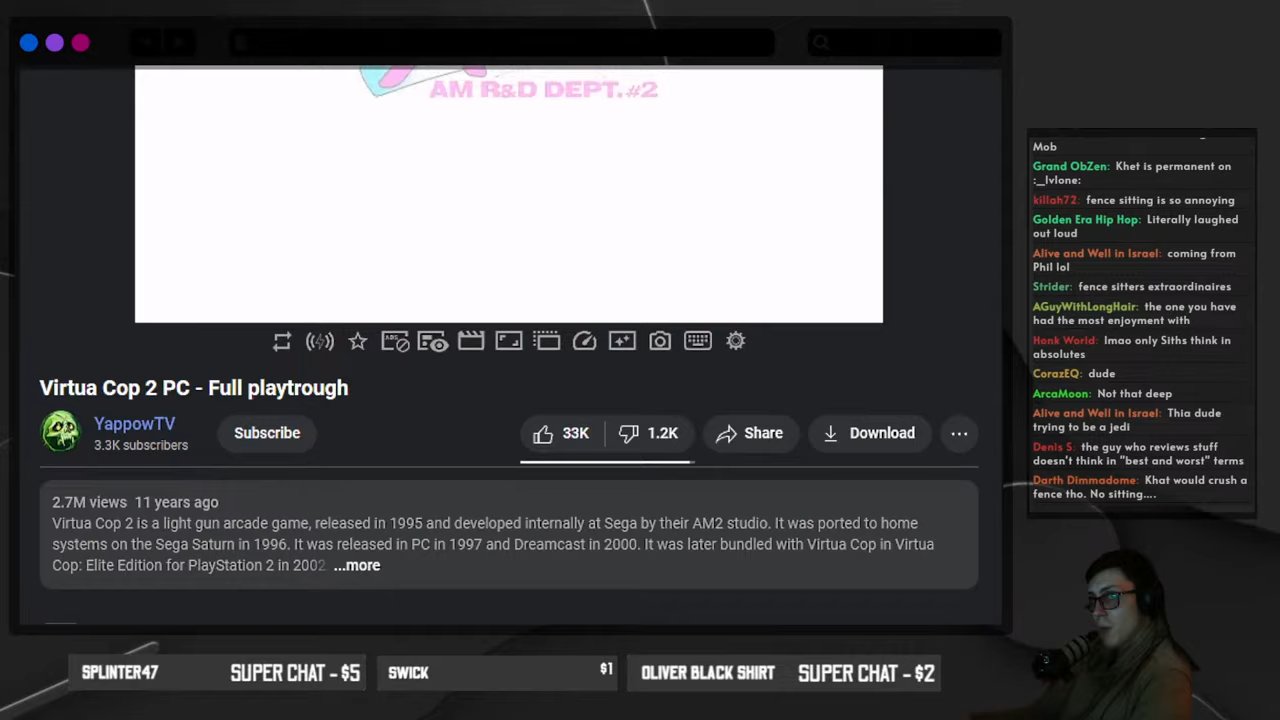 AM R&D DEPT.#2
Virtua Cop 2 PC - Full playtrough
YappowTV
3.3K subscribers
Subscribe
33K
1.2K
Share
Download
2.7M views 11 years ago
Virtua Cop 2 is a light gun arcade game, released in 1995 and developed internally at Sega by their AM2 studio. It was ported to home
systems on the Sega Saturn in 1996. It was released in PC in 1997 and Dreamcast in 2000. It was later bundled with Virtua Cop in Virtua
Cop: Elite Edition for PlayStation 2 in 2002 ...more
Mob
Grand ObZen: Khet is permanent on
:__lvlone:
killah72: fence sitting is so annoying
Golden Era Hip Hop: Literally laughed
out loud
Alive and Well in Israel: coming from
Phil lol
Strider: fence sitters extraordinaires
AGuyWithLongHair: the one you have
had the most enjoyment with
Honk World: lmao only Siths think in
absolutes
CorazEQ: dude
ArcaMoon: Not that deep
Alive and Well in Israel: Thia dude
trying to be a jedi
Denis S: the guy who reviews stuff
doesn't think in "best and worst" terms
Darth DImmadome: Khat would crush a
fence tho. No sitting....
SPLINTER47 SUPER CHAT - $5
SWICK $1
OLIVER BLACK SHIRT SUPER CHAT - $2